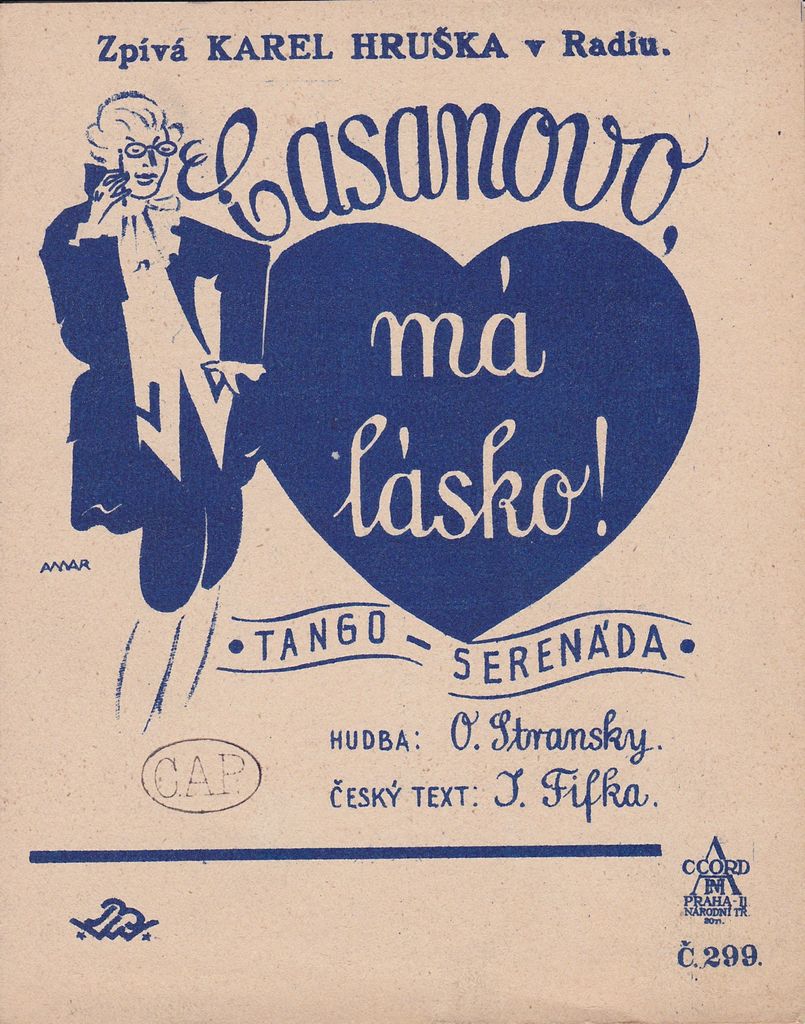 Zpívá KAREL HRUŠKA v Radiu.
Casanovo,
má
lásko!
AMAR
• TANGO – SERENÁDA •
HUDBA: O. Stransky.
ČESKÝ TEXT: J. Fifka.
C.A.P.
ACCORD
PRAHA-II
NÁRODNÍ TŘ.
Č. 299.